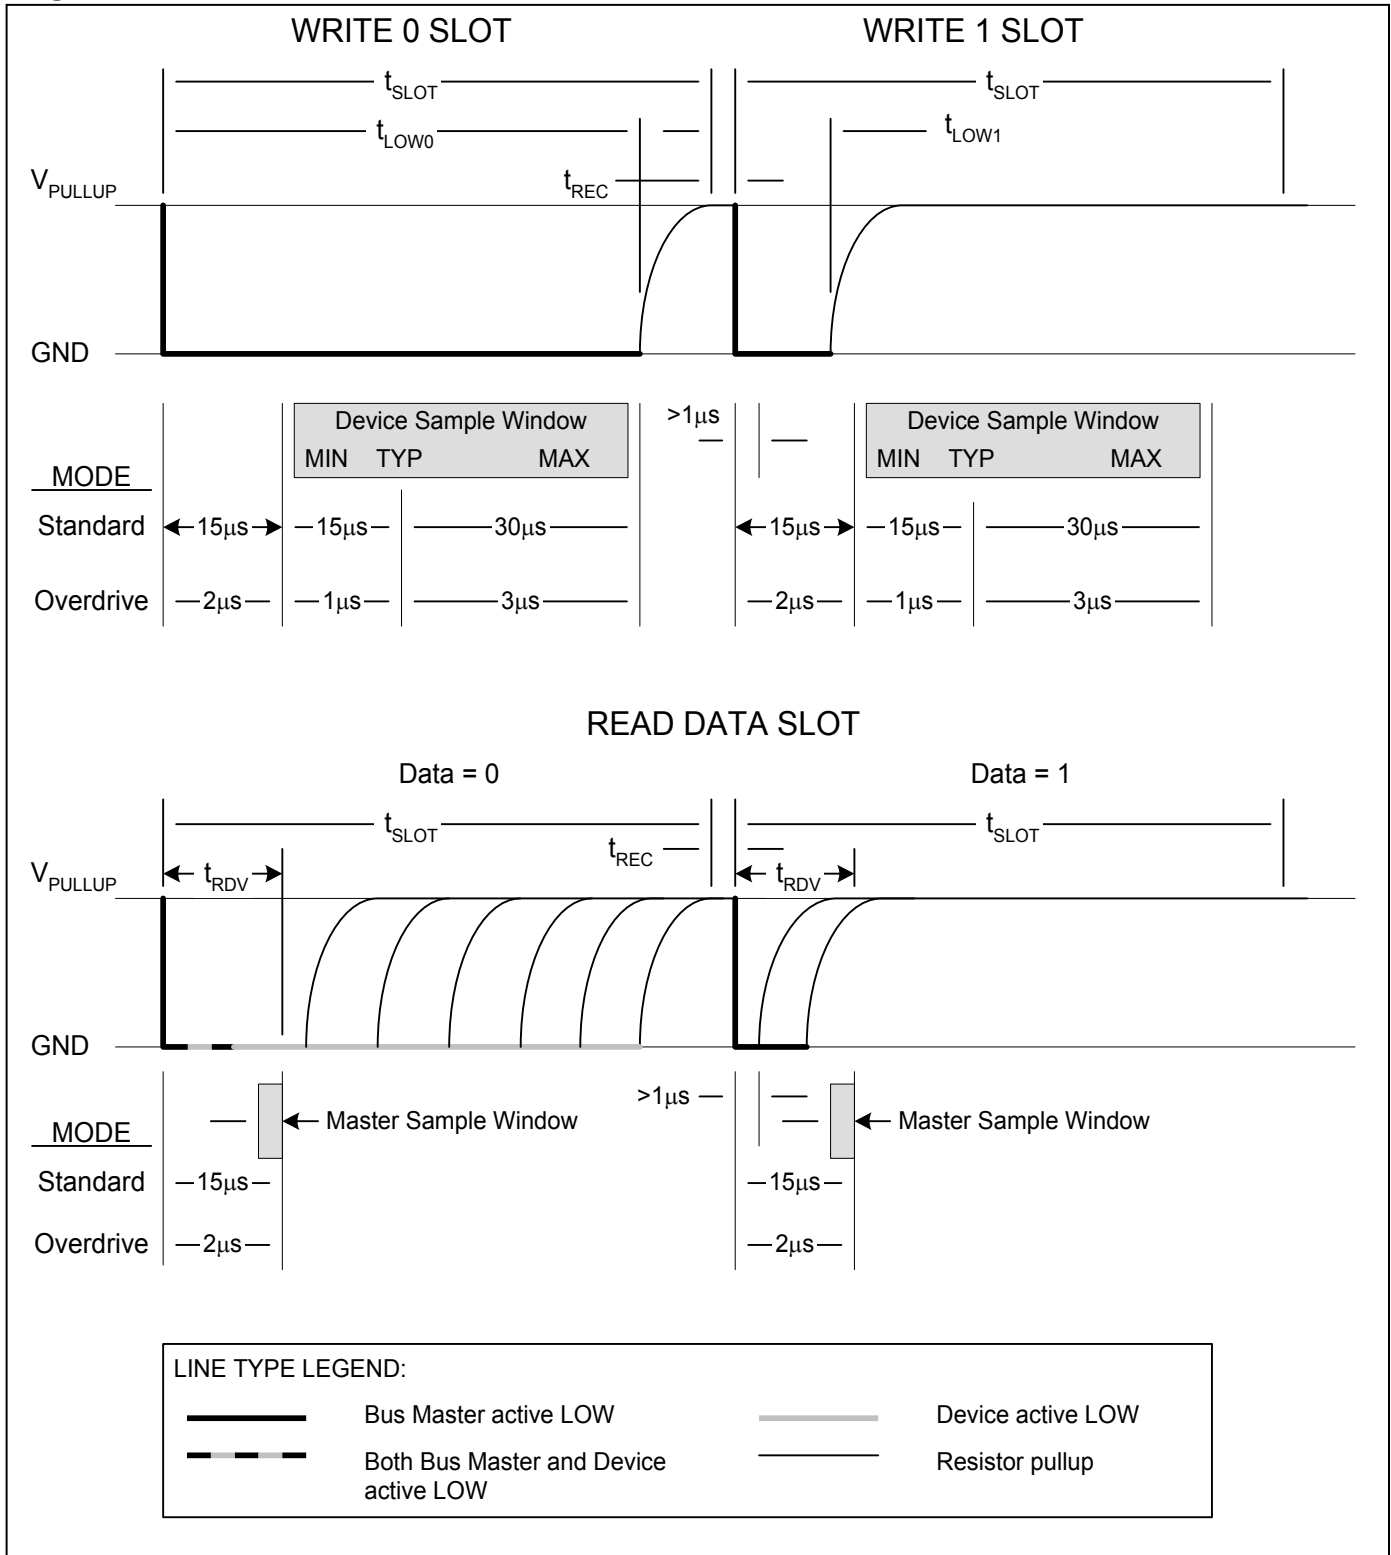 WRITE 0 SLOT WRITE 1 SLOT
tSLOT tSLOT
tLOW0 tLOW1
VPULLUP tREC
GND
Device Sample Window >1μs Device Sample Window
MIN TYP MAX MIN TYP MAX
MODE
Standard 15μs 15μs 30μs 15μs 15μs 30μs
Overdrive 2μs 1μs 3μs 2μs 1μs 3μs
READ DATA SLOT
Data = 0 Data = 1
tSLOT tSLOT
tREC
VPULLUP tRDV tRDV
GND
>1μs
MODE Master Sample Window Master Sample Window
Standard 15μs 15μs
Overdrive 2μs 2μs
LINE TYPE LEGEND:
Bus Master active LOW Device active LOW
Both Bus Master and Device Resistor pullup
active LOW